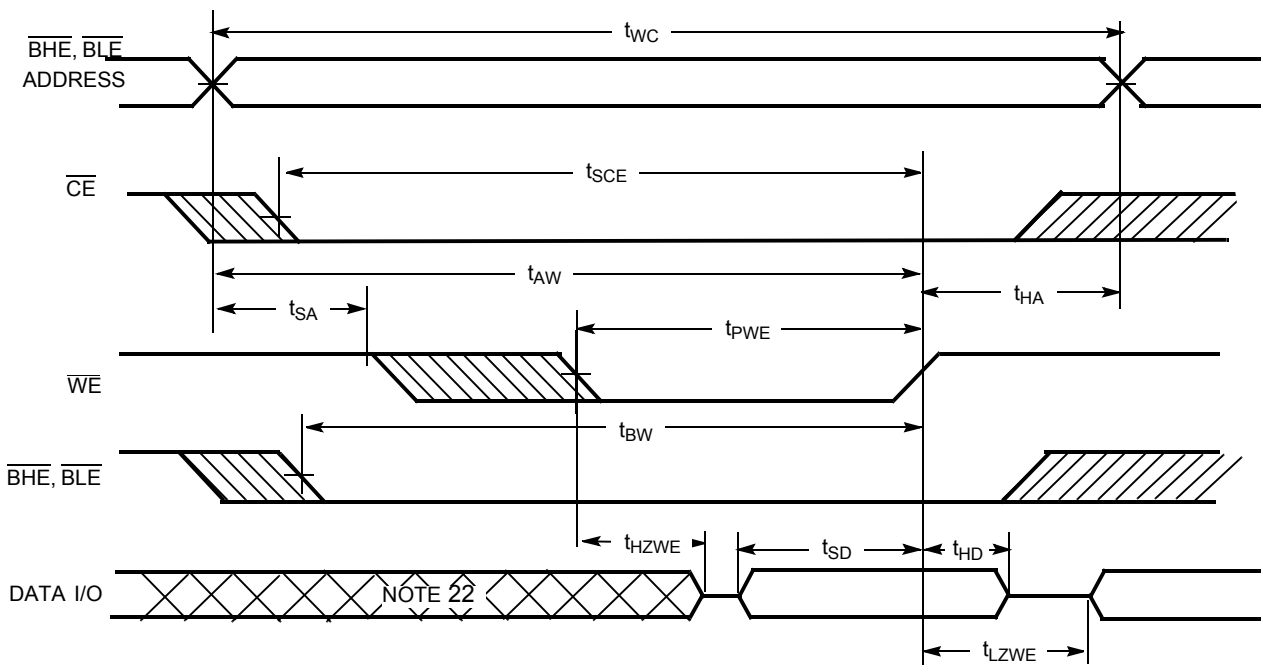 tWC
BHE, BLE
ADDRESS
tSCE
CE
tAW
tSA
tHA
tPWE
WE
tBW
BHE, BLE
tHZWE
tSD
tHD
DATA I/O
NOTE 22
tLZWE